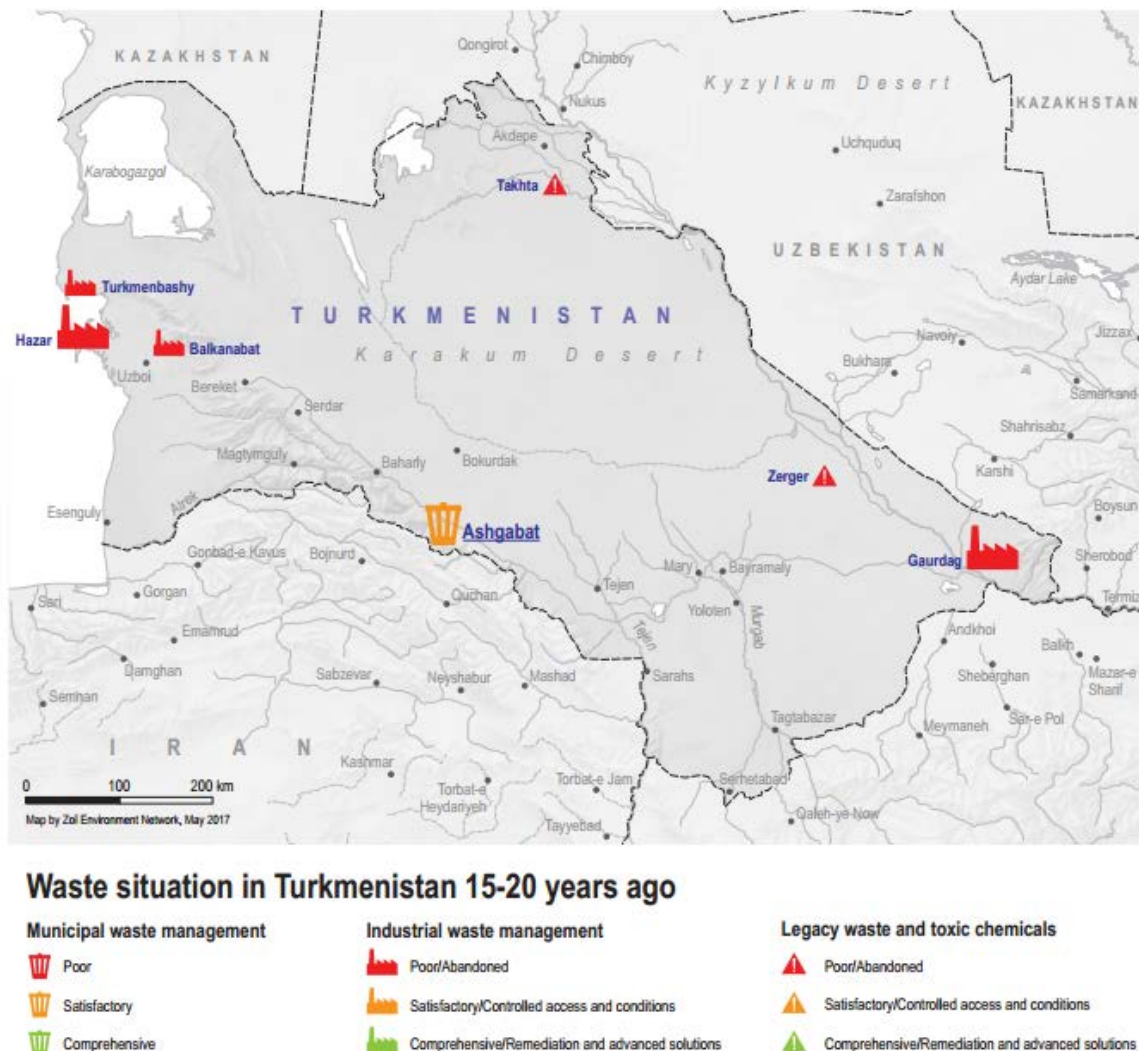 KAZAKHSTAN
Qongirot
Chimboy
Kyzylkum Desert
KAZAKHSTAN
Nukus
Akdepe
Uchquduq
Karabogazgol
Takhta
Zarafshon
UZBEKISTAN
Aydar Lake
Turkmenbashy
TURKMENISTAN
Hazar
Balkanabat
Karakum Desert
Navoiy
Jizzax
Uzboi
Bereket
Bukhara
Samarkand
Serdar
Shahrisabz
Magtymguly
Baharly
Bokurdak
Karshi
Zerger
Atrek
Esenguly
Boysun
Ashgabat
Gonbad-e Kavus
Bojnurd
Gaurdag
Sherobod
Mary
Bayramaly
Tejen
Gorgan
Quchan
Sari
Yoloten
Termiz
Emamrud
Tejen
Murgab
Andkhoi
Balkh
Damghan
Sabzevar
Neyshabur
Mashad
Sarahs
Sheberghan
Mazar-e
Sharif
Semnan
Sar-e Pol
Tagtabazar
Meymaneh
IRAN
Kashmar
Torbat-e
Heydariyeh
Torbat-e Jam
Serhetabad
0 100 200 km
Qaleh-ye Now
Map by Zoï Environment Network, May 2017
Tayyebad
Waste situation in Turkmenistan 15-20 years ago
Municipal waste management
Poor
Satisfactory
Comprehensive
Industrial waste management
Poor/Abandoned
Satisfactory/Controlled access and conditions
Comprehensive/Remediation and advanced solutions
Legacy waste and toxic chemicals
Poor/Abandoned
Satisfactory/Controlled access and conditions
Comprehensive/Remediation and advanced solutions